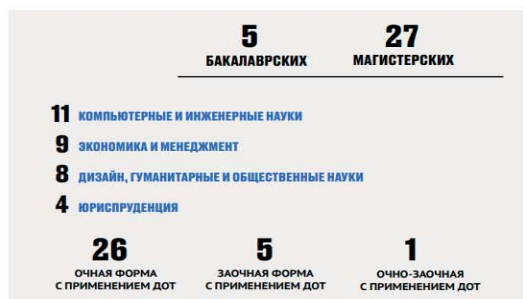 5 27
БАКАЛАВРСКИХ МАГИСТЕРСКИХ
11 КОМПЬЮТЕРНЫЕ И ИНЖЕНЕРНЫЕ НАУКИ
9 ЭКОНОМИКА И МЕНЕДЖМЕНТ
8 ДИЗАЙН, ГУМАНИТАРНЫЕ И ОБЩЕСТВЕННЫЕ НАУКИ
4 ЮРИСПРУДЕНЦИЯ
26 5 1
ОЧНАЯ ФОРМА ЗАОЧНАЯ ФОРМА ОЧНО-ЗАОЧНАЯ
С ПРИМЕНЕНИЕМ ДОТ С ПРИМЕНЕНИЕМ ДОТ С ПРИМЕНЕНИЕМ ДОТ